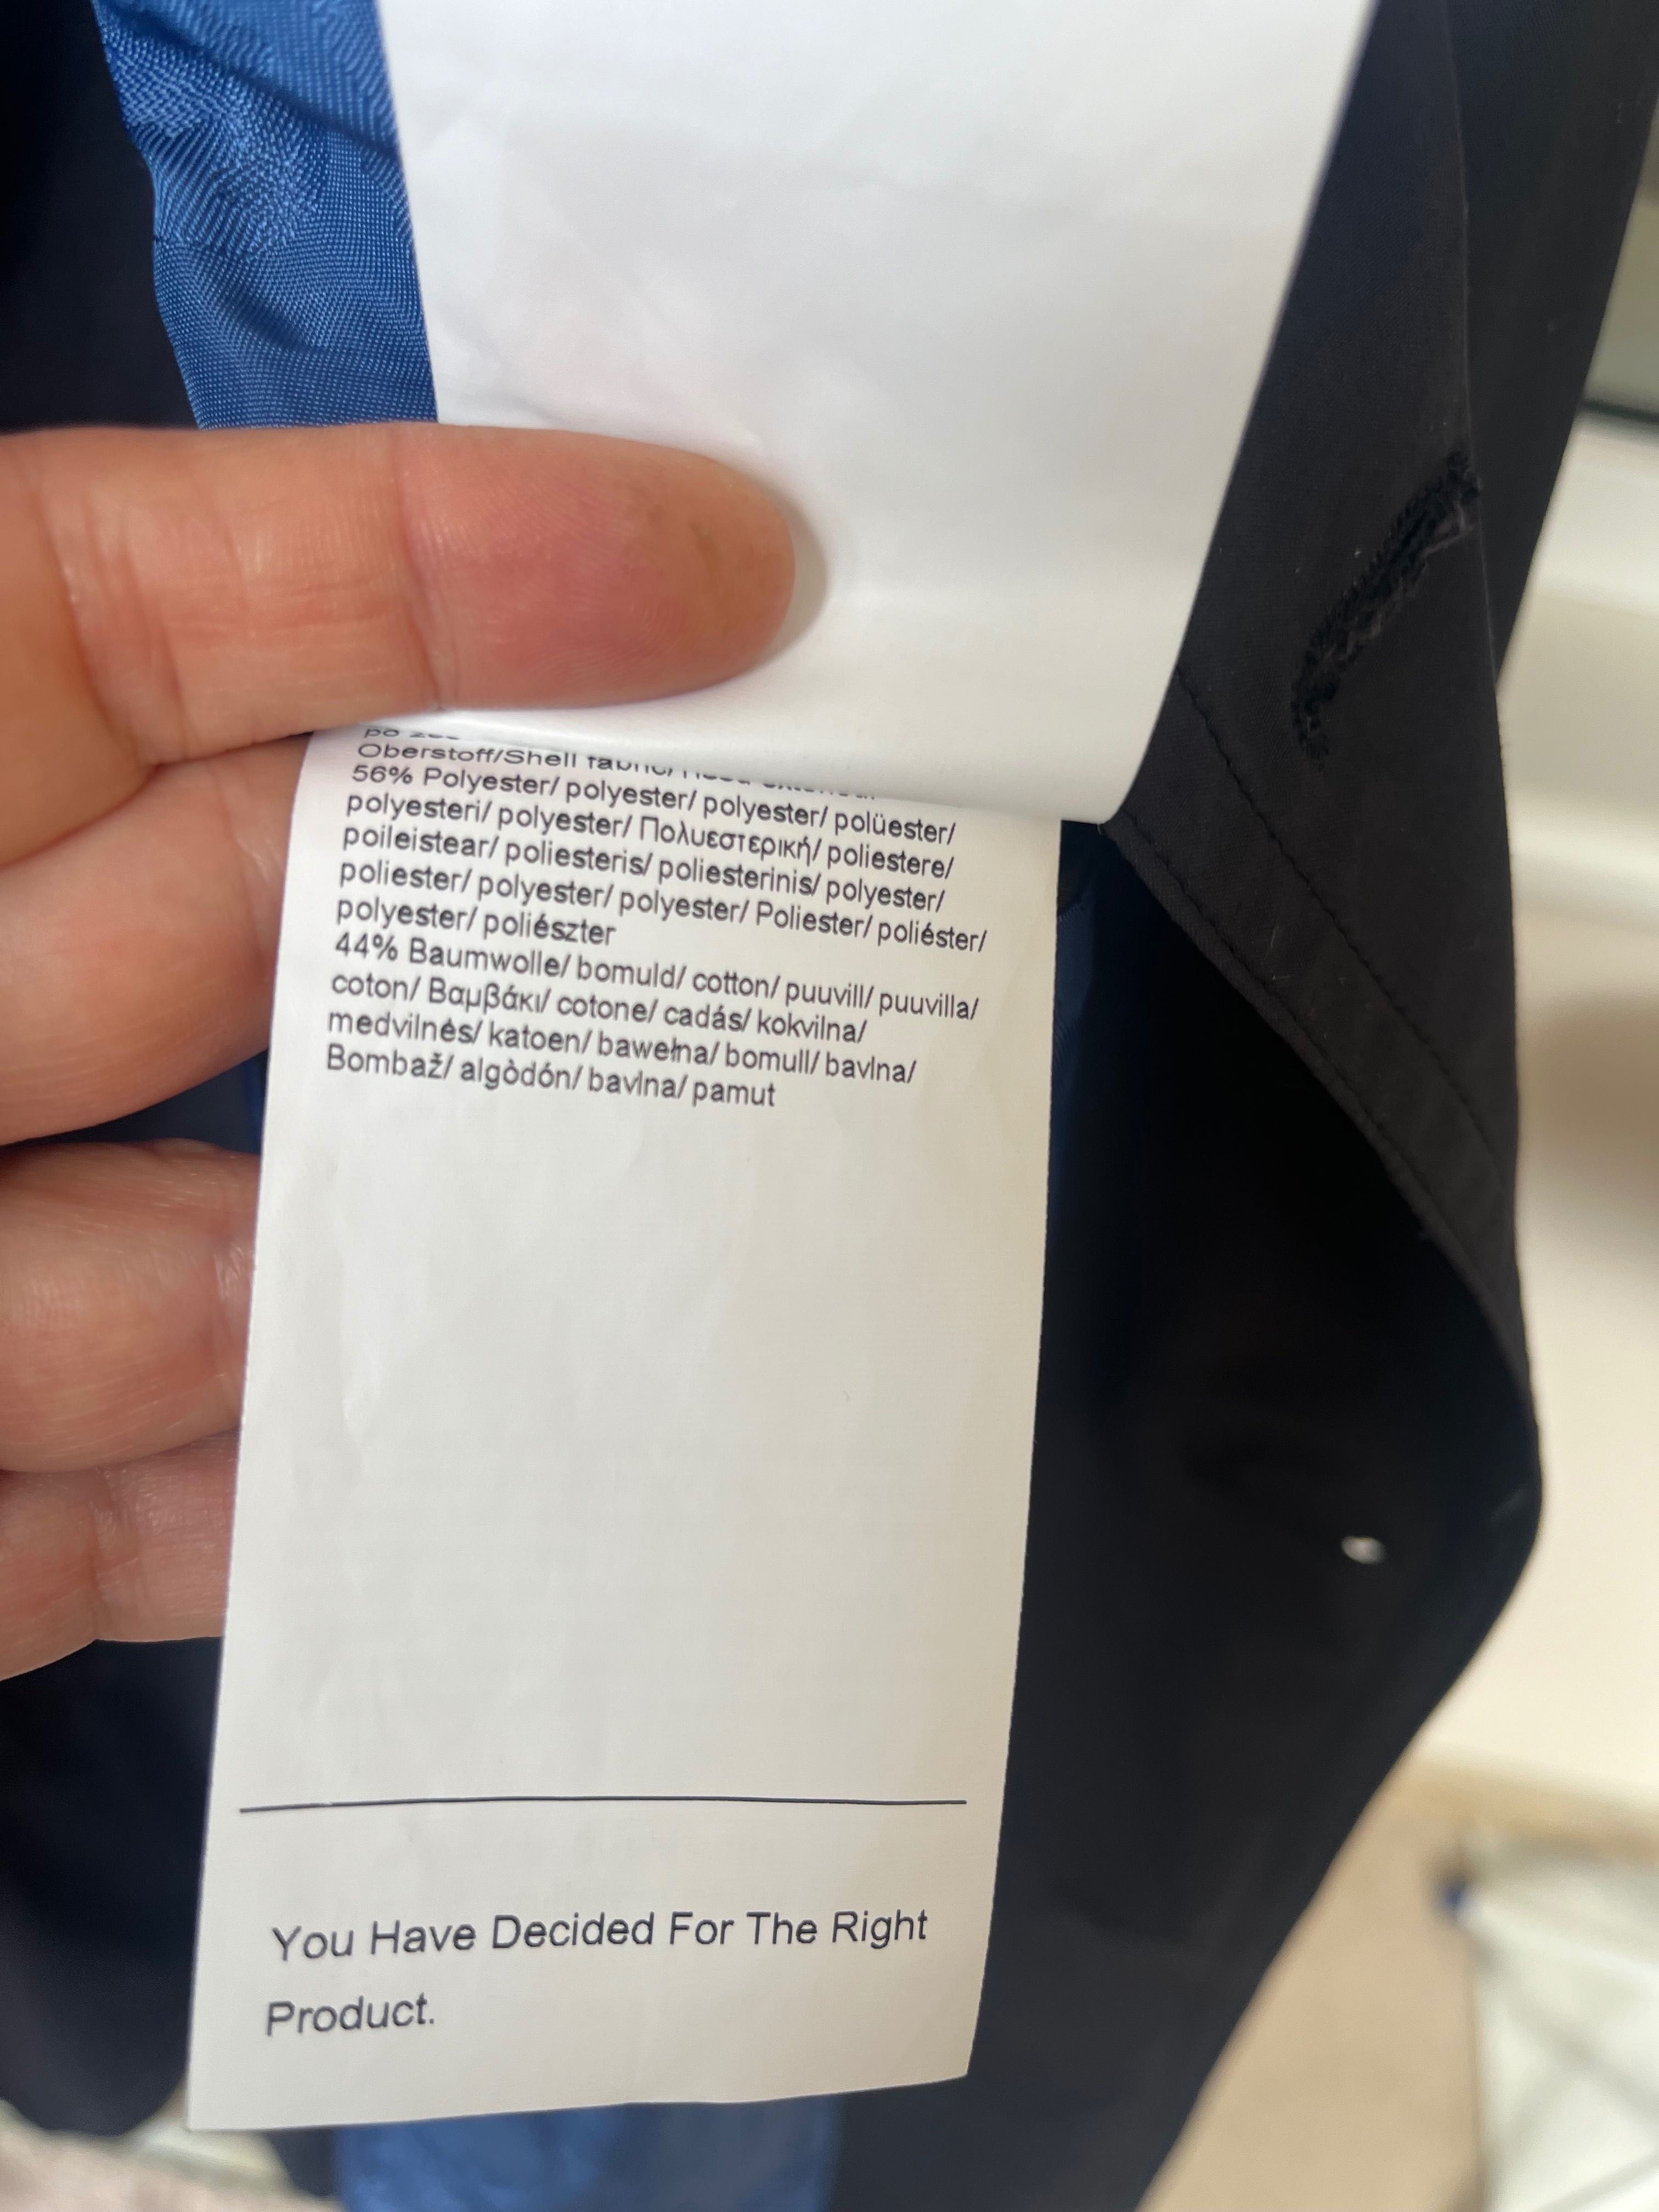 Oberstoff/Shell
56% Polyester/ polyester/ polyester/ polüester/
polyesteri/ polyester/ Πολυεστερική/ poliestere/
poileistear/ poliesteris/ poliesterinis/ polyester/
poliester/ polyester/ polyester/ Poliester/ poliéster/
polyester/ poliészter
44% Baumwolle/ bomuld/ cotton/ puuvill/ puuvilla/
coton/ Βαμβάκι/ cotone/ cadás/ kokvilna/
medvilnės/ katoen/ bawełna/ bomull/ bavlna/
Bombaž/ algòdón/ bavlna/ pamut
You Have Decided For The Right
Product.